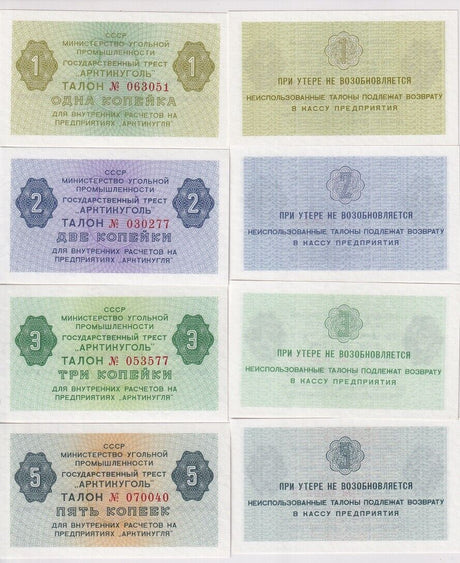 СССР
МИНИСТЕРСТВО УГОЛЬНОЙ
ПРОМЫШЛЕННОСТИ
ГОСУДАРСТВЕННЫЙ ТРЕСТ
„АРКТИКУГОЛЬ"
ТАЛОН № 063051
ОДНА КОПЕЙКА
ДЛЯ ВНУТРЕННИХ РАСЧЕТОВ НА
ПРЕДПРИЯТИЯХ „АРКТИКУГЛЯ"
1
1
1
ПРИ УТЕРЕ НЕ ВОЗОБНОВЛЯЕТСЯ
НЕИСПОЛЬЗОВАННЫЕ ТАЛОНЫ ПОДЛЕЖАТ ВОЗВРАТУ
В КАССУ ПРЕДПРИЯТИЯ
СССР
МИНИСТЕРСТВО УГОЛЬНОЙ
ПРОМЫШЛЕННОСТИ
ГОСУДАРСТВЕННЫЙ ТРЕСТ
„АРКТИКУГОЛЬ"
ТАЛОН № 030277
ДВЕ КОПЕЙКИ
ДЛЯ ВНУТРЕННИХ РАСЧЕТОВ НА
ПРЕДПРИЯТИЯХ „АРКТИКУГЛЯ"
2
2
2
ПРИ УТЕРЕ НЕ ВОЗОБНОВЛЯЕТСЯ
НЕИСПОЛЬЗОВАННЫЕ ТАЛОНЫ ПОДЛЕЖАТ ВОЗВРАТУ
В КАССУ ПРЕДПРИЯТИЯ
СССР
МИНИСТЕРСТВО УГОЛЬНОЙ
ПРОМЫШЛЕННОСТИ
ГОСУДАРСТВЕННЫЙ ТРЕСТ
„АРКТИКУГОЛЬ"
ТАЛОН № 053577
ТРИ КОПЕЙКИ
ДЛЯ ВНУТРЕННИХ РАСЧЕТОВ НА
ПРЕДПРИЯТИЯХ „АРКТИКУГЛЯ"
3
3
3
ПРИ УТЕРЕ НЕ ВОЗОБНОВЛЯЕТСЯ
НЕИСПОЛЬЗОВАННЫЕ ТАЛОНЫ ПОДЛЕЖАТ ВОЗВРАТУ
В КАССУ ПРЕДПРИЯТИЯ
СССР
МИНИСТЕРСТВО УГОЛЬНОЙ
ПРОМЫШЛЕННОСТИ
ГОСУДАРСТВЕННЫЙ ТРЕСТ
„АРКТИКУГОЛЬ"
ТАЛОН № 070040
ПЯТЬ КОПЕЕК
ДЛЯ ВНУТРЕННИХ РАСЧЕТОВ НА
ПРЕДПРИЯТИЯХ „АРКТИКУГЛЯ"
5
5
5
ПРИ УТЕРЕ НЕ ВОЗОБНОВЛЯЕТСЯ
НЕИСПОЛЬЗОВАННЫЕ ТАЛОНЫ ПОДЛЕЖАТ ВОЗВРАТУ
В КАССУ ПРЕДПРИЯТИЯ